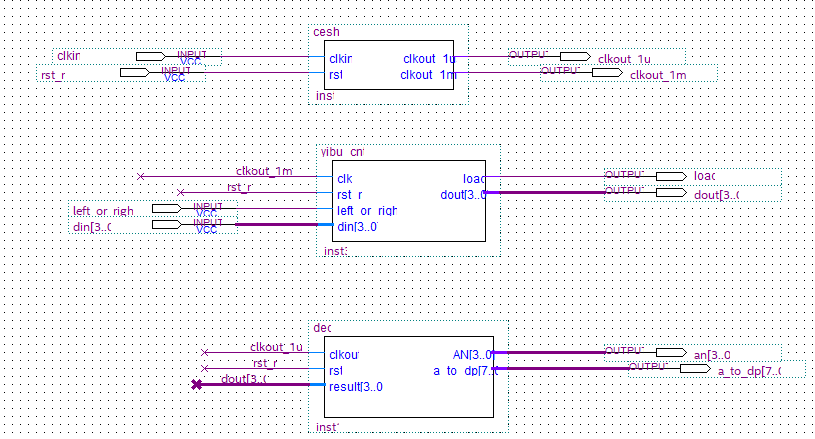 cesh
clkin INPUT VCC clkin clkout_1u OUTPUT clkout_1u
rst_r INPUT VCC rst clkout_1m OUTPUT clkout_1m
inst
yibu_cnt
clkout_1m clk load OUTPUT load
rst_r rst_r dout[3..0 OUTPUT dout[3..0
left_or_righ INPUT VCC left_or_righ
din[3..0 INPUT VCC din[3..0
inst
dec
clkout_1u clkout AN[3..0 OUTPUT an[3..0
rst_r rst a_to_dp[7..0 OUTPUT a_to_dp[7..0
dout[3..0 result[3..0
inst